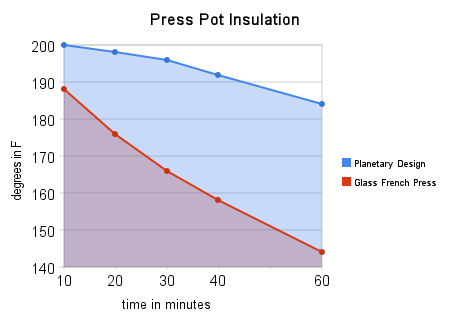 Press Pot Insulation
200
190
180
170
160
150
140
degrees in F
10 20 30 40 60
time in minutes
Planetary Design
Glass French Press